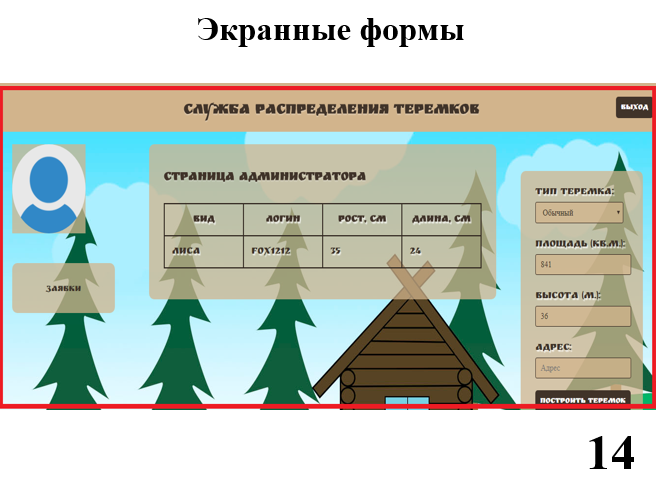 Экранные формы
СЛУЖБА РАСПРЕДЕЛЕНИЯ ТЕРЕМКОВ
ВЫХОД
СТРАНИЦА АДМИНИСТРАТОРА
ВИД ЛОГИН РОСТ, СМ ДЛИНА, СМ
ЛИСА FOX1212 35 24
ЗАЯВКИ
ТИП ТЕРЕМКА:
Обычный
ПЛОЩАДЬ (КВ.М.):
841
ВЫСОТА (М.):
36
АДРЕС:
Адрес
ПОСТРОИТЬ ТЕРЕМОК
14